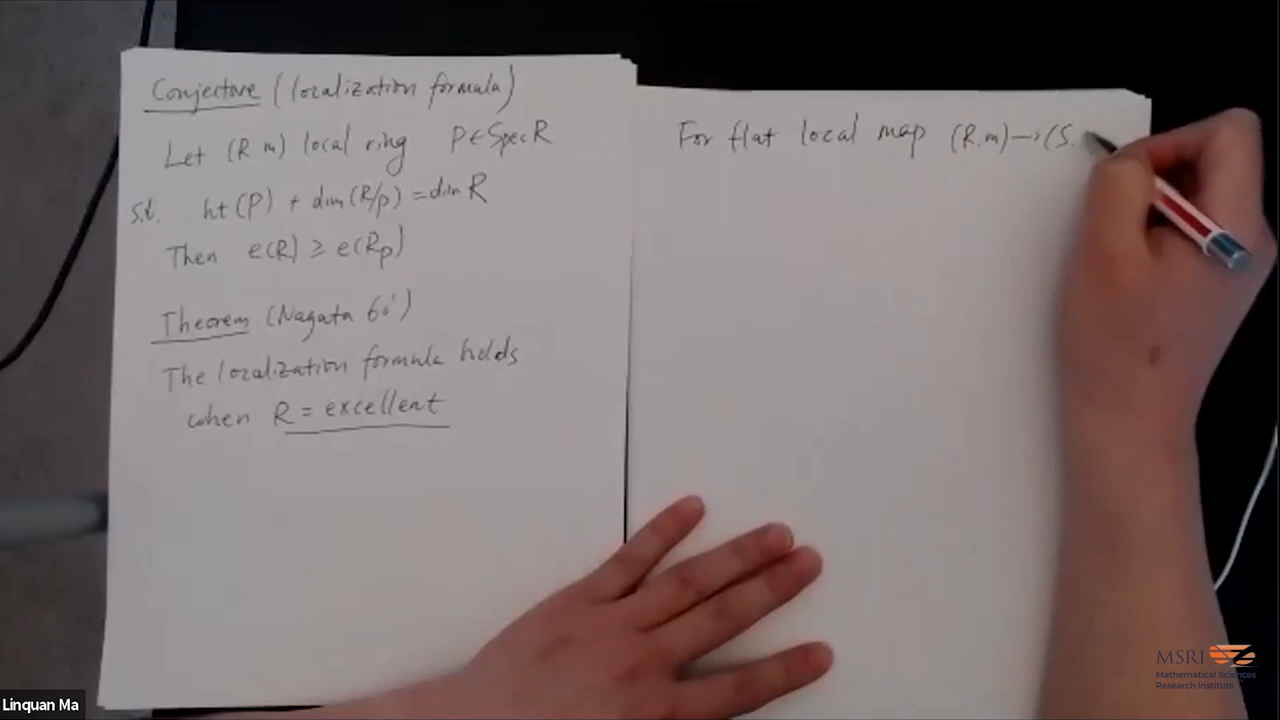 Conjecture (localization formula)
Let (R m) local ring P∈Spec R
s.t. ht(P) + dim(R/p) = dim R
Then e(R) ≥ e(Rp)
Theorem (Nagata 60')
The localization formula holds
when R = excellent
For flat local map (R.m)→(S.
MSRI
Mathematical Sciences
Research Institute
Linquan Ma